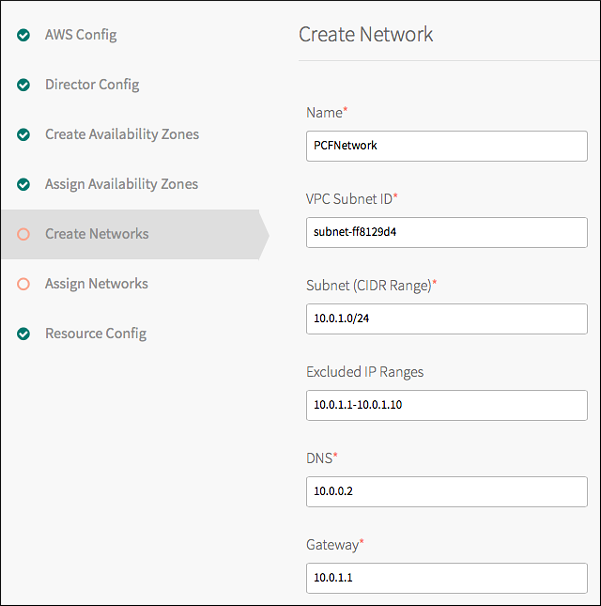 AWS Config
Director Config
Create Availability Zones
Assign Availability Zones
Create Networks
Assign Networks
Resource Config
Create Network
Name*
PCFNetwork
VPC Subnet ID*
subnet-ff8129d4
Subnet (CIDR Range)*
10.0.1.0/24
Excluded IP Ranges
10.0.1.1-10.0.1.10
DNS*
10.0.0.2
Gateway*
10.0.1.1